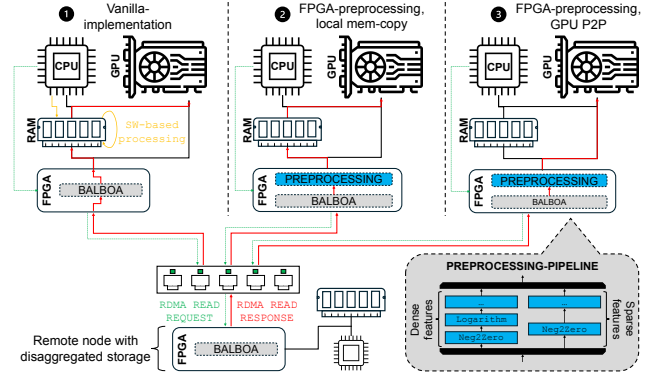 1 Vanilla-
implementation
2 FPGA-preprocessing,
local mem-copy
3 FPGA-preprocessing,
GPU P2P
CPU
GPU
CPU
GPU
CPU
GPU
RAM
SW-based
processing
RAM
RAM
FPGA
BALBOA
FPGA
PREPROCESSING
BALBOA
FPGA
PREPROCESSING
BALBOA
RDMA READ
REQUEST
RDMA READ
RESPONSE
Remote node with
disaggregated storage
FPGA
BALBOA
PREPROCESSING-PIPELINE
Dense
features
…
Logarithm
Neg2Zero
…
Neg2Zero
Sparse
features